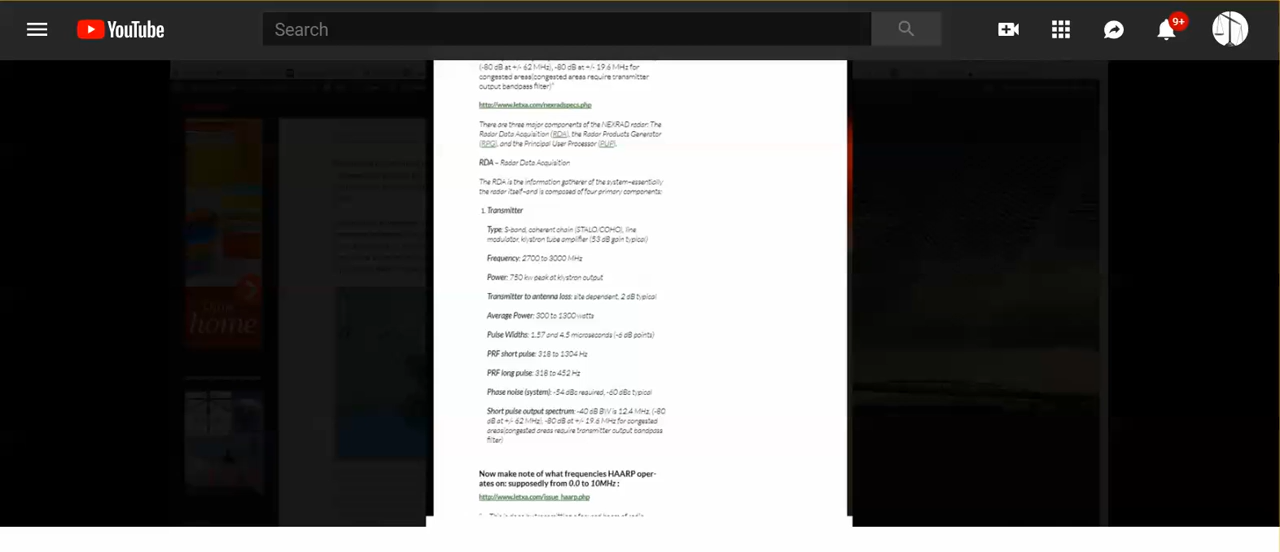 YouTube
Search
9+
(-80 dB at +/- 62 MHz), -80 dB at +/- 19.6 MHz for
congested areas(congested areas require transmitter
output bandpass filter)"
http://www.letxa.com/nexradspecs.php
There are three major components of the NEXRAD radar: The
Radar Data Acquisition (RDA), the Radar Products Generator
(RPG), and the Principal User Processor (PUP).
RDA – Radar Data Acquisition
The RDA is the information gatherer of the system–essentially
the radar itself–and is composed of four primary components:
1. Transmitter
Type: S-band, coherent chain (STALO/COHO), line
modulator, klystron tube amplifier (53 dB gain typical)
Frequency: 2700 to 3000 MHz
Power: 750 kw peak at klystron output
Transmitter to antenna loss: site dependent, 2 dB typical
Average Power: 300 to 1300 watts
Pulse Widths: 1.57 and 4.5 microseconds (-6 dB points)
PRF short pulse: 318 to 1304 Hz
PRF long pulse: 318 to 452 Hz
Phase noise (system): -54 dBc required, -60 dBc typical
Short pulse output spectrum: -40 dB BW is 12.4 MHz, (-80
dB at +/- 62 MHz), -80 dB at +/- 19.6 MHz for congested
areas(congested areas require transmitter output bandpass
filter)
Now make note of what frequencies HAARP oper-
ates on: supposedly from 0.0 to 10MHz :
http://www.letxa.com/issue_haarp.php
home